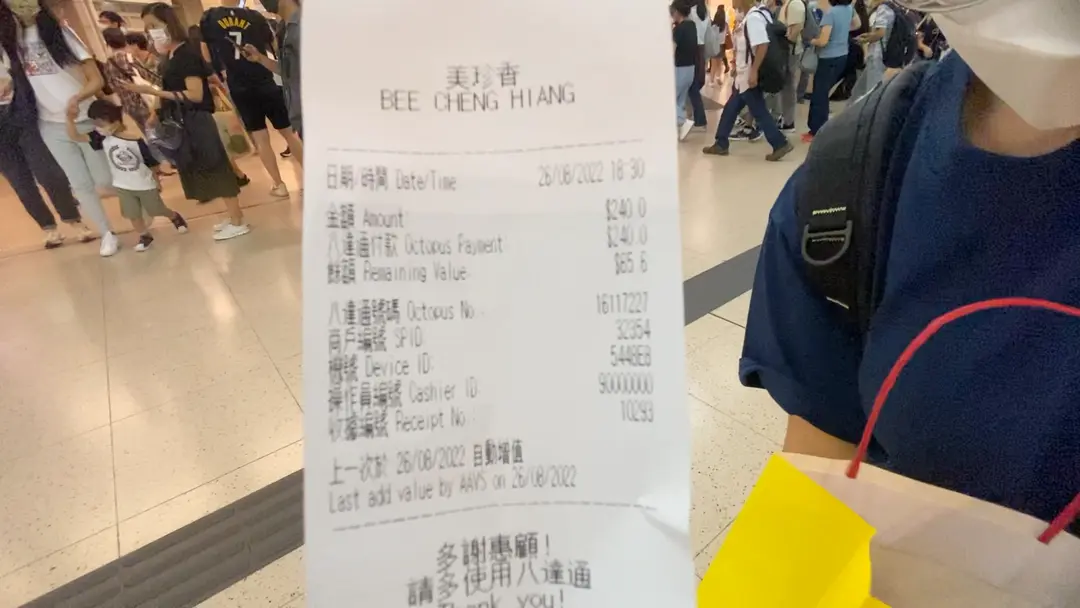 美珍香
BEE CHENG HIANG
日期/時間 Date/Time 26/08/2022 18:30
金額 Amount: $240.0
八達通付款 Octopus Payment: $240.0
餘額 Remaining Value: $65.6
八達通號碼 Octopus No.: 16117227
商戶編號 SPID 32354
機號 Device ID: 5448E8
操作員編號 Cashier ID: 90000000
收據編號 Receipt No.: 10293
上一次於 26/08/2022 自動增值
Last add value by AAVS on 26/08/2022
多謝惠顧!
請多使用八達通
Thank you!
DURANT
7